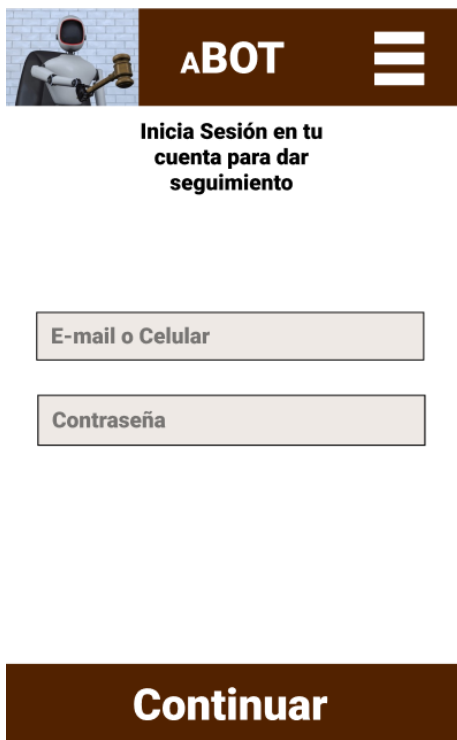 ABOT
Inicia Sesión en tu
cuenta para dar
seguimiento
E-mail o Celular
Contraseña
Continuar